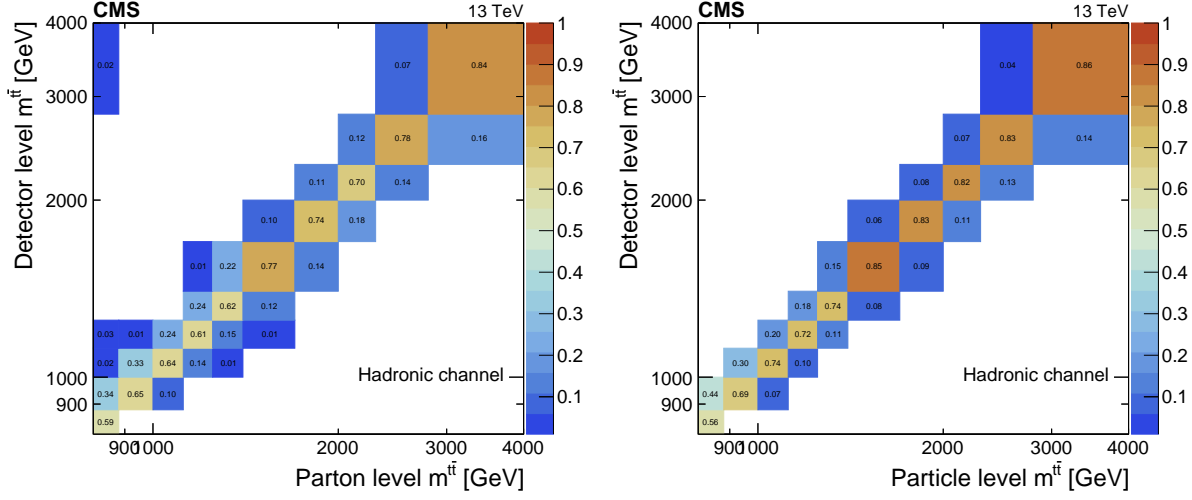 CMS 13 TeV
Detector level m^tt̄ [GeV]
4000
3000
2000
1000
900
0.02 0.07 0.84
0.12 0.78 0.16
0.11 0.70 0.14
0.10 0.74 0.18
0.01 0.22 0.77 0.14
0.24 0.62 0.12
0.03 0.01 0.24 0.61 0.15 0.01
0.02 0.33 0.64 0.14 0.01
0.34 0.65 0.10
0.59
Hadronic channel
900 1000 2000 3000 4000
Parton level m^tt̄ [GeV]
1
0.9
0.8
0.7
0.6
0.5
0.4
0.3
0.2
0.1
CMS 13 TeV
Detector level m^tt̄ [GeV]
4000
3000
2000
1000
900
0.04 0.86
0.07 0.83 0.14
0.08 0.82 0.13
0.06 0.83 0.11
0.15 0.85 0.09
0.18 0.74 0.08
0.20 0.72 0.11
0.30 0.74 0.10
0.44 0.69 0.07
0.56
Hadronic channel
900 1000 2000 3000 4000
Particle level m^tt̄ [GeV]
1
0.9
0.8
0.7
0.6
0.5
0.4
0.3
0.2
0.1